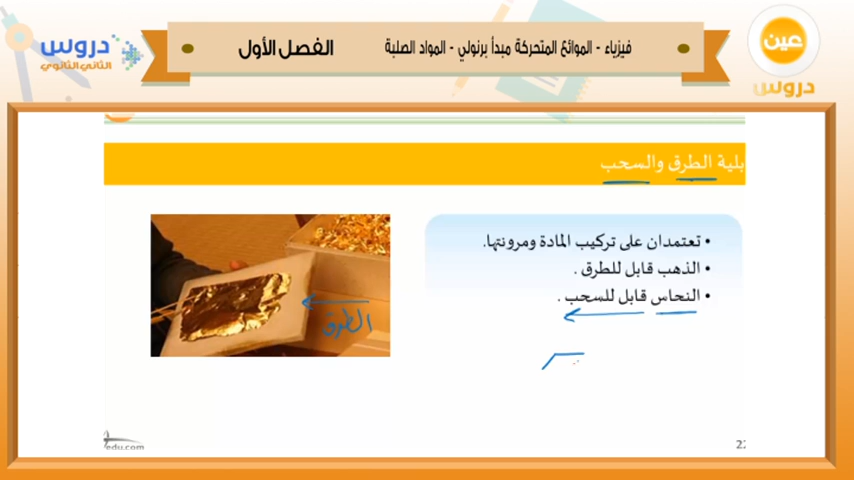 دروس
الثاني الثانوي
فيزياء - الموائع المتحركة مبدأ برنولي - المواد الصلبة
الفصل الأول
عين
دروس
بلية الطرق والسحب
• تعتمدان على تركيب المادة ومرونتها.
• الذهب قابل للطرق .
• النحاس قابل للسحب .
الطرق
edu.com
22